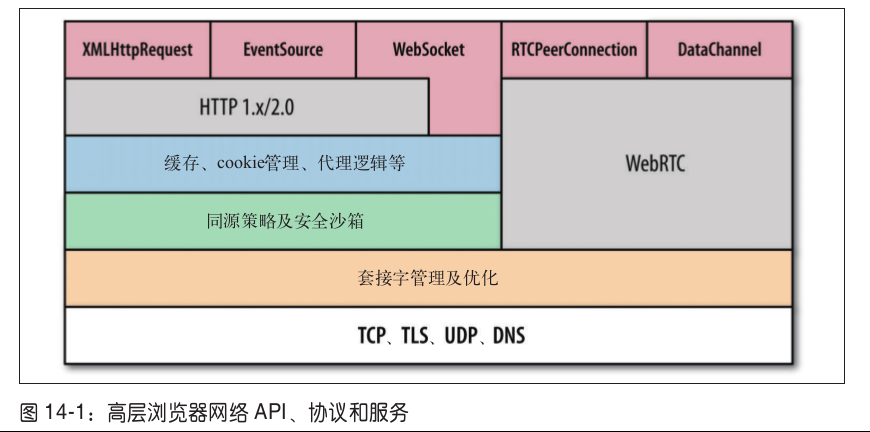 XMLHttpRequest EventSource WebSocket RTCPeerConnection DataChannel
HTTP 1.x/2.0
缓存、cookie管理、代理逻辑等
WebRTC
同源策略及安全沙箱
套接字管理及优化
TCP、TLS、UDP、DNS
图 14-1：高层浏览器网络 API、协议和服务